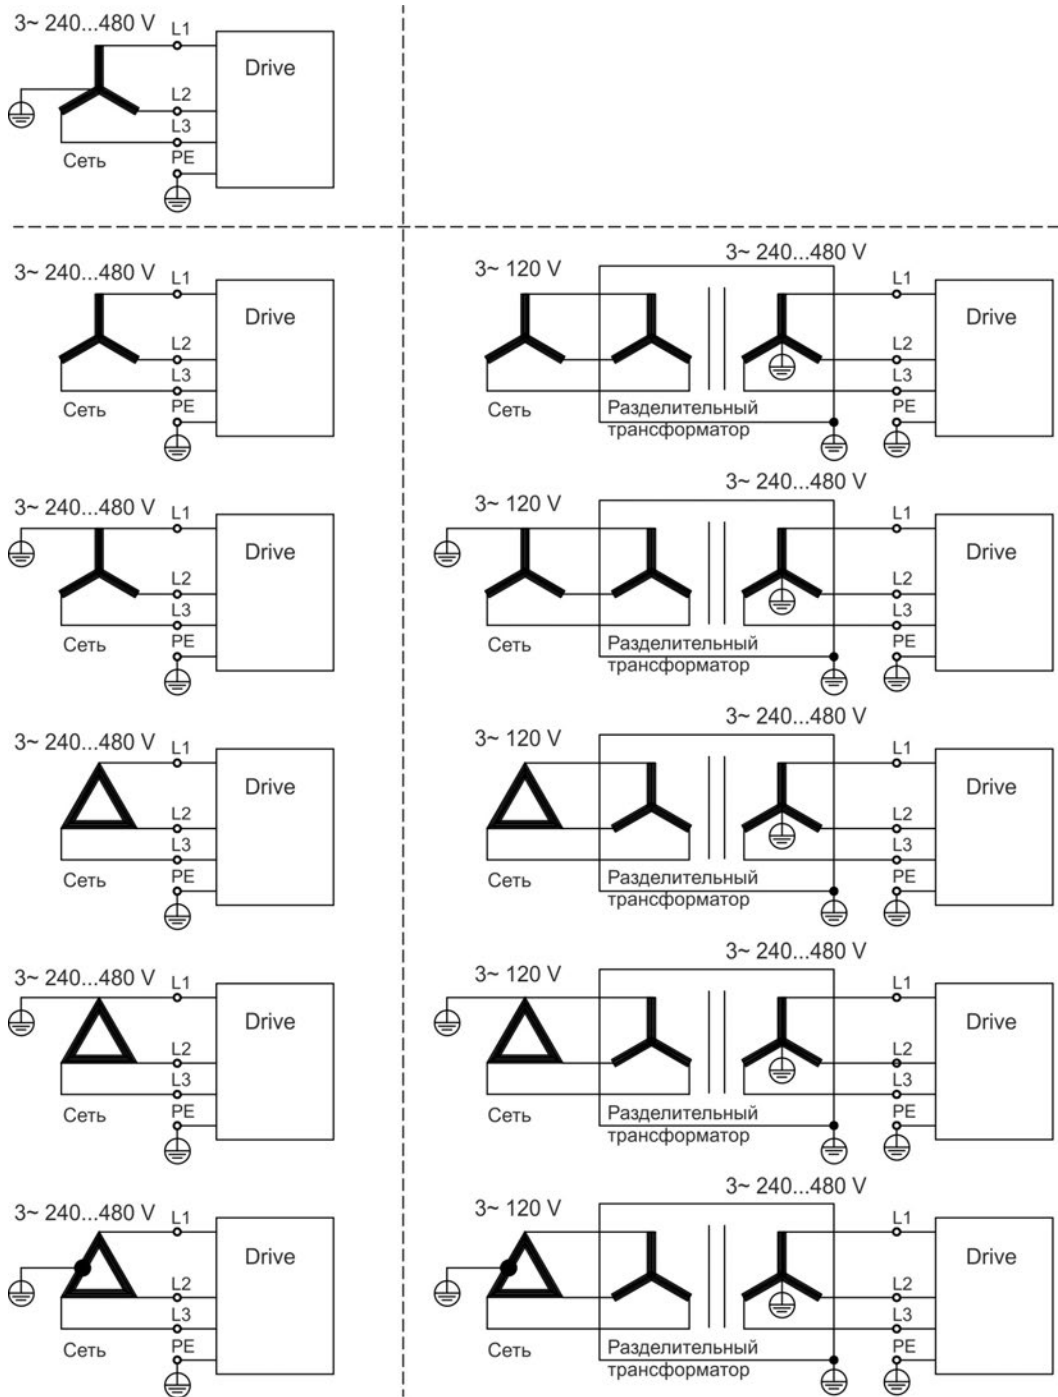 3~ 240...480 V
L1
Drive
L2
L3
Сеть
PE
3~ 240...480 V
L1
Drive
L2
L3
Сеть
PE
3~ 120 V
3~ 240...480 V
L1
Drive
L2
L3
Сеть
Разделительный
трансформатор
PE
3~ 240...480 V
L1
Drive
L2
L3
Сеть
PE
3~ 120 V
3~ 240...480 V
L1
Drive
L2
L3
Сеть
Разделительный
трансформатор
PE
3~ 240...480 V
L1
Drive
L2
L3
Сеть
PE
3~ 120 V
3~ 240...480 V
L1
Drive
L2
L3
Сеть
Разделительный
трансформатор
PE
3~ 240...480 V
L1
Drive
L2
L3
Сеть
PE
3~ 120 V
3~ 240...480 V
L1
Drive
L2
L3
Сеть
Разделительный
трансформатор
PE
3~ 240...480 V
L1
Drive
L2
L3
Сеть
PE
3~ 120 V
3~ 240...480 V
L1
Drive
L2
L3
Сеть
Разделительный
трансформатор
PE